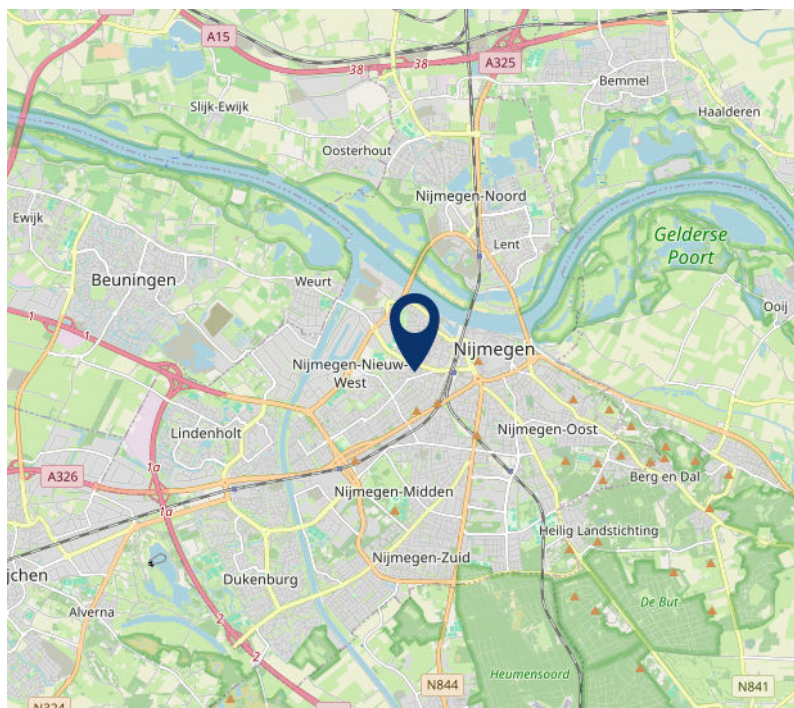 A15
38
38
A325
Bemmel
Slijk-Ewijk
Haalderen
Oosterhout
Nijmegen-Noord
Ewijk
Lent
Gelderse
Poort
Beuningen
Weurt
Ooij
1
1
Nijmegen
Nijmegen-Nieuw-
West
Lindenholt
Nijmegen-Oost
1a
A326
Berg en Dal
Nijmegen-Midden
1a
Heilig Landstichting
Nijmegen-Zuid
jchen
Dukenburg
De But
Alverna
2
2
Heumensoord
N844
N841
N324